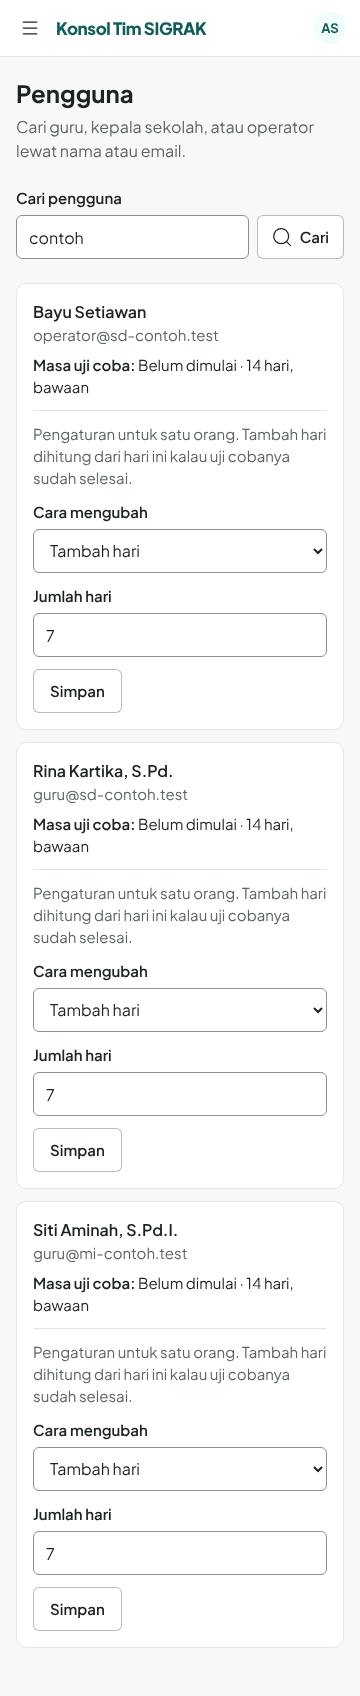 Konsol Tim SIGRAK
AS
Pengguna
Cari guru, kepala sekolah, atau operator
lewat nama atau email.
Cari pengguna
contoh
Cari
Bayu Setiawan
operator@sd-contoh.test
Masa uji coba: Belum dimulai · 14 hari,
bawaan
Pengaturan untuk satu orang. Tambah hari
dihitung dari hari ini kalau uji cobanya
sudah selesai.
Cara mengubah
Tambah hari
Jumlah hari
7
Simpan
Rina Kartika, S.Pd.
guru@sd-contoh.test
Masa uji coba: Belum dimulai · 14 hari,
bawaan
Pengaturan untuk satu orang. Tambah hari
dihitung dari hari ini kalau uji cobanya
sudah selesai.
Cara mengubah
Tambah hari
Jumlah hari
7
Simpan
Siti Aminah, S.Pd.I.
guru@mi-contoh.test
Masa uji coba: Belum dimulai · 14 hari,
bawaan
Pengaturan untuk satu orang. Tambah hari
dihitung dari hari ini kalau uji cobanya
sudah selesai.
Cara mengubah
Tambah hari
Jumlah hari
7
Simpan